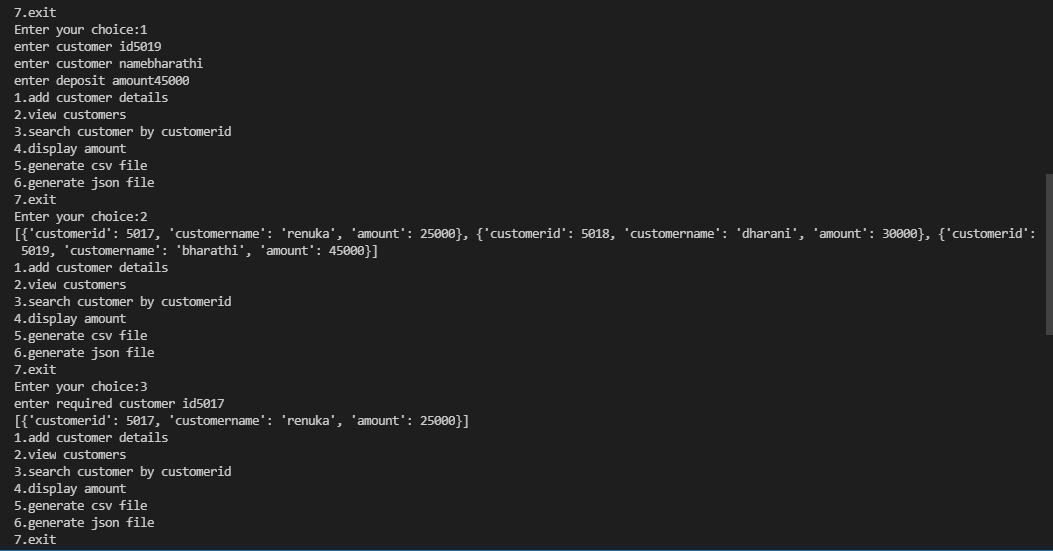 7.exit
Enter your choice:1
enter customer id5019
enter customer namebharathi
enter deposit amount45000
1.add customer details
2.view customers
3.search customer by customerid
4.display amount
5.generate csv file
6.generate json file
7.exit
Enter your choice:2
[{'customerid': 5017, 'customername': 'renuka', 'amount': 25000}, {'customerid': 5018, 'customername': 'dharani', 'amount': 30000}, {'customerid':
 5019, 'customername': 'bharathi', 'amount': 45000}]
1.add customer details
2.view customers
3.search customer by customerid
4.display amount
5.generate csv file
6.generate json file
7.exit
Enter your choice:3
enter required customer id5017
[{'customerid': 5017, 'customername': 'renuka', 'amount': 25000}]
1.add customer details
2.view customers
3.search customer by customerid
4.display amount
5.generate csv file
6.generate json file
7.exit